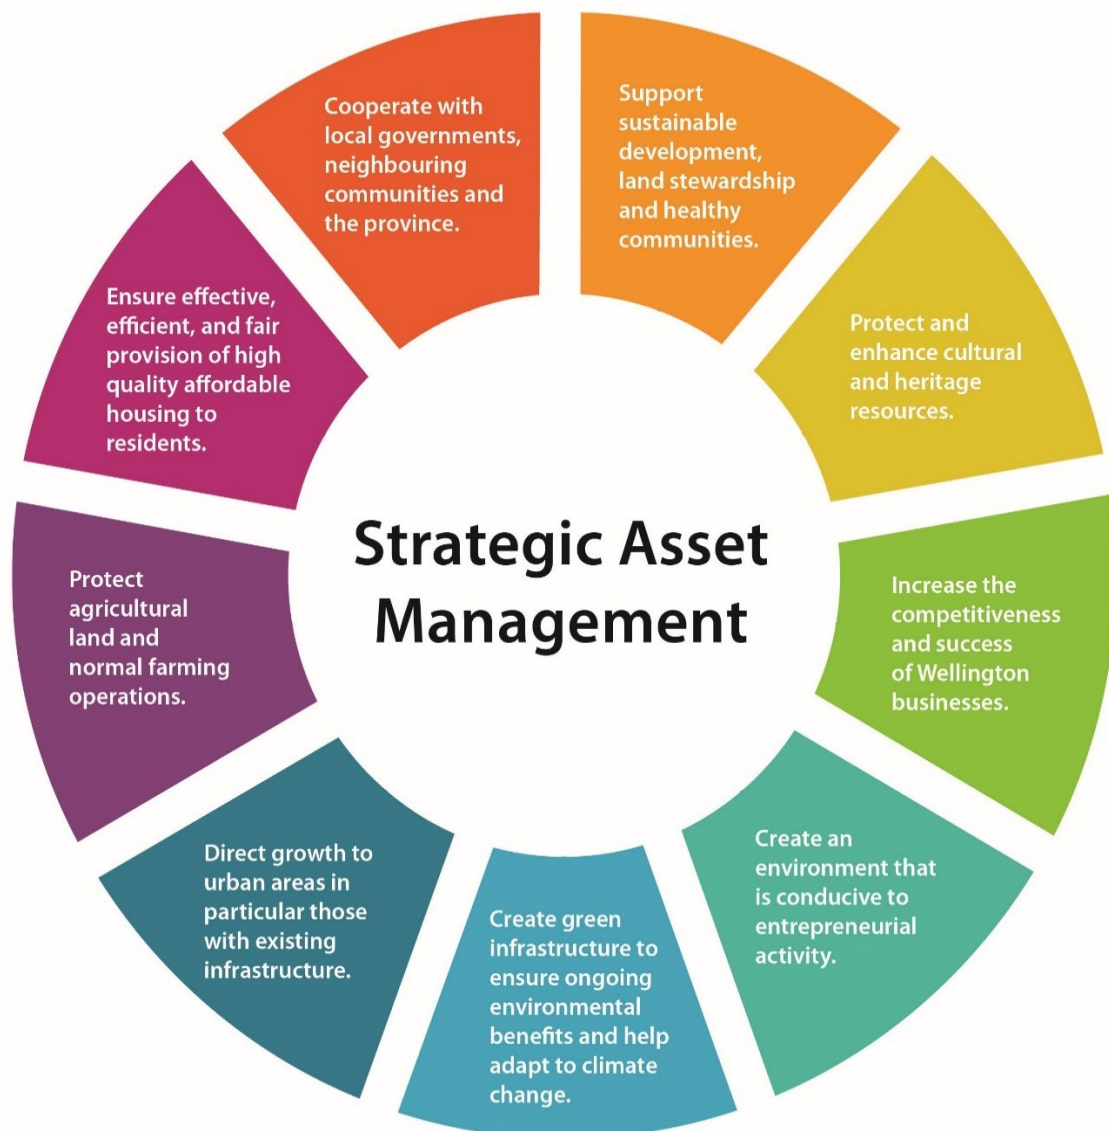 Support
sustainable
development,
land stewardship
and healthy
communities.
Protect and
enhance cultural
and heritage
resources.
Increase the
competitiveness
and success
of Wellington
businesses.
Create an
environment that
is conducive to
entrepreneurial
activity.
Create green
infrastructure to
ensure ongoing
environmental
benefits and help
adapt to climate
change.
Direct growth to
urban areas in
particular those
with existing
infrastructure.
Protect
agricultural
land and
normal farming
operations.
Ensure effective,
efficient, and fair
provision of high
quality affordable
housing to
residents.
Cooperate with
local governments,
neighbouring
communities and
the province.
Strategic Asset
Management